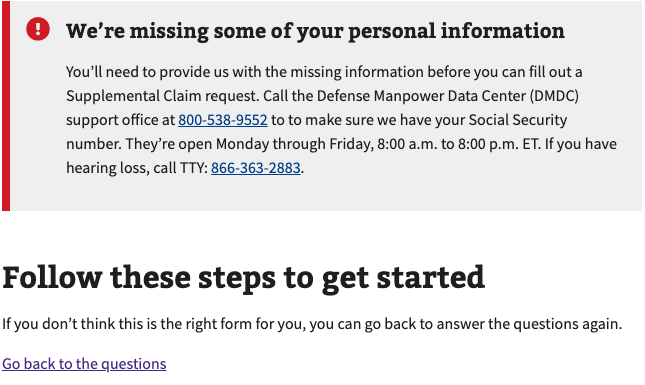 We’re missing some of your personal information
You’ll need to provide us with the missing information before you can fill out a
Supplemental Claim request. Call the Defense Manpower Data Center (DMDC)
support office at 800-538-9552 to to make sure we have your Social Security
number. They’re open Monday through Friday, 8:00 a.m. to 8:00 p.m. ET. If you have
hearing loss, call TTY: 866-363-2883.
Follow these steps to get started
If you don’t think this is the right form for you, you can go back to answer the questions again.
Go back to the questions